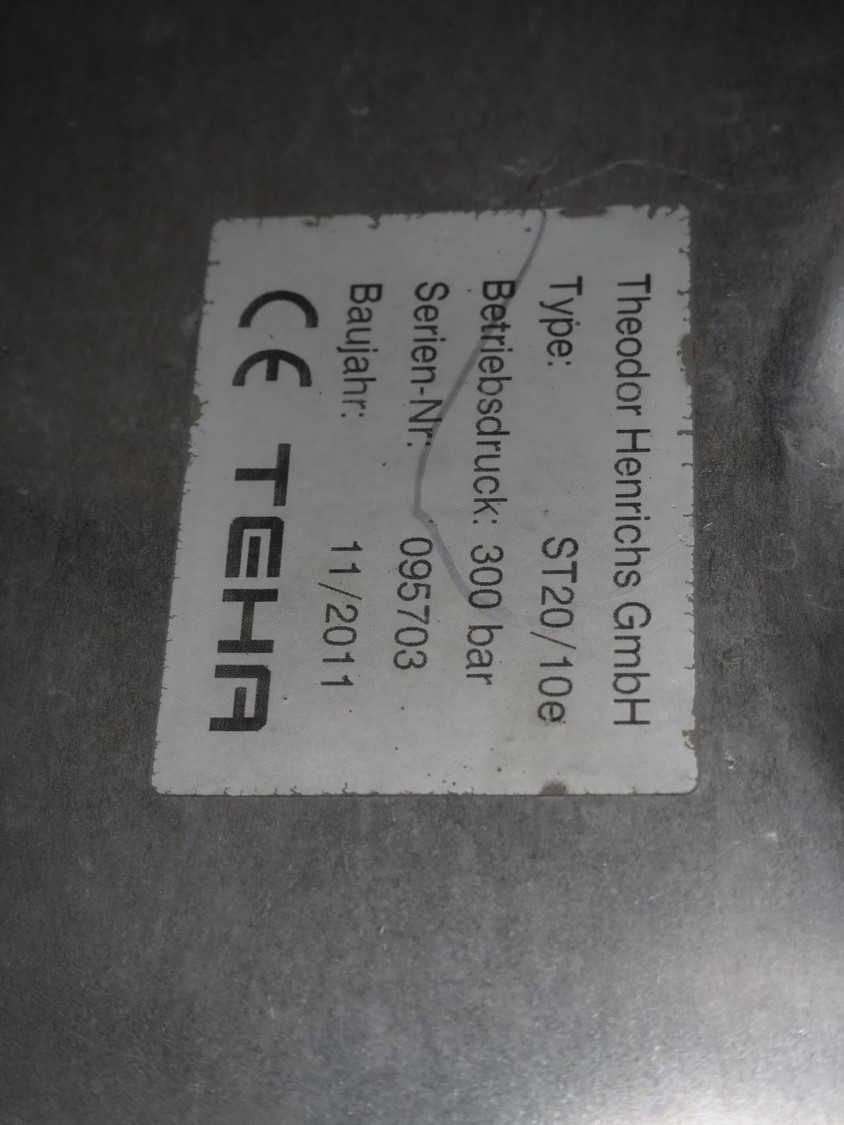 Theodor Henrichs GmbH
Type: ST20/10e
Betriebsdruck: 300 bar
Serien-Nr: 095703
Baujahr: 11/2011
CE TEHA